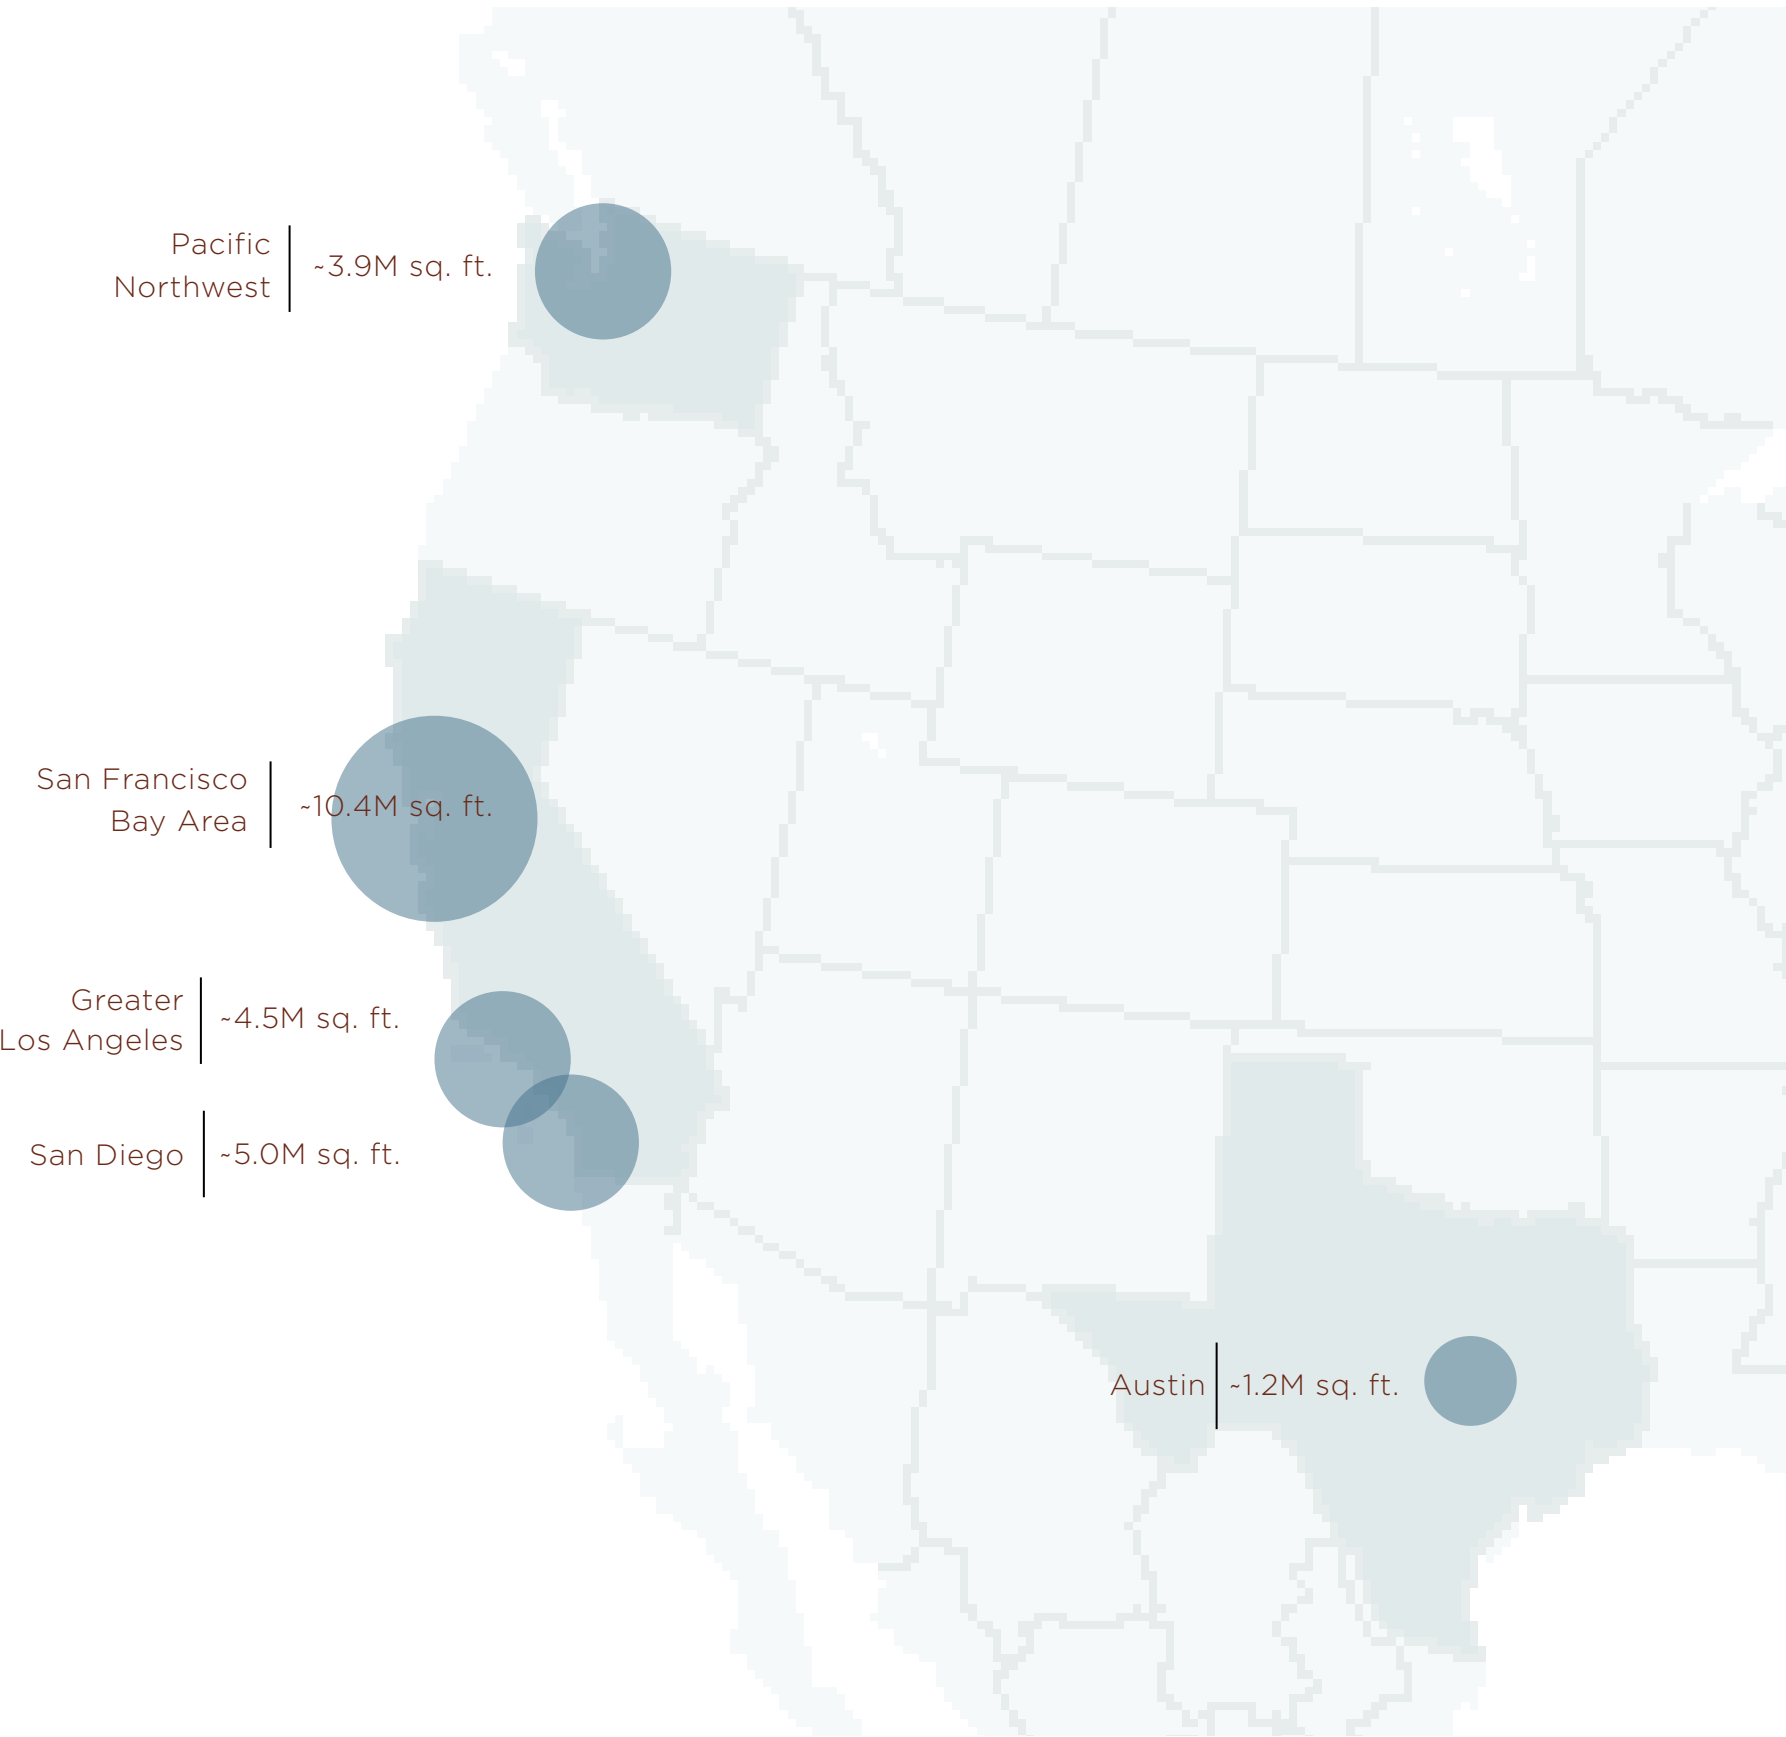 Pacific
Northwest
~3.9M sq. ft.
San Francisco
Bay Area
~10.4M sq. ft.
Greater
Los Angeles
~4.5M sq. ft.
San Diego
~5.0M sq. ft.
Austin
~1.2M sq. ft.